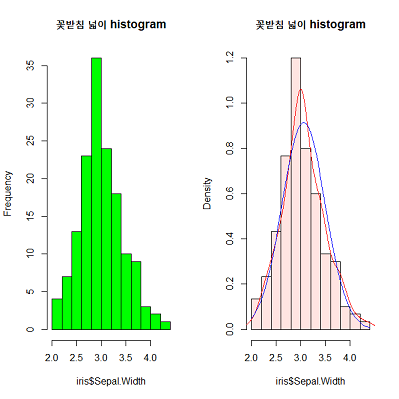 꽃받침 넓이 histogram
Frequency
35
30
25
20
15
10
5
0
2.0 2.5 3.0 3.5 4.0
iris$Sepal.Width
꽃받침 넓이 histogram
Density
1.2
1.0
0.8
0.6
0.4
0.2
0.0
2.0 2.5 3.0 3.5 4.0
iris$Sepal.Width